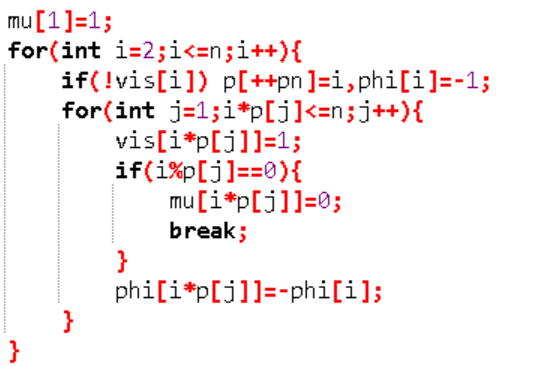 mu[1]=1;
for(int i=2;i<=n;i++){
    if(!vis[i]) p[++pn]=i,phi[i]=-1;
    for(int j=1;i*p[j]<=n;j++){
        vis[i*p[j]]=1;
        if(i%p[j]==0){
            mu[i*p[j]]=0;
            break;
        }
        phi[i*p[j]]=-phi[i];
    }
}